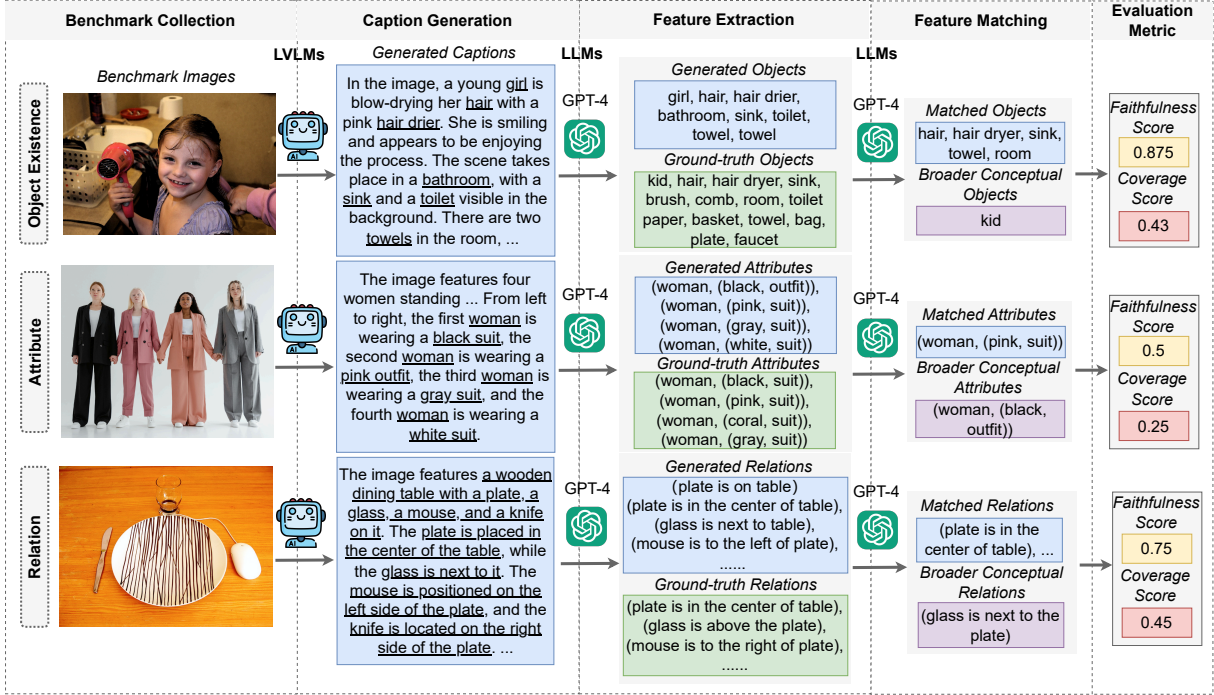 Benchmark Collection
Caption Generation
Feature Extraction
Feature Matching
Evaluation
Metric
LVLMs
LLMs
LLMs
Object Existence
Benchmark Images
AI
Generated Captions
In the image, a young girl is
blow-drying her hair with a
pink hair drier. She is smiling
and appears to be enjoying
the process. The scene takes
place in a bathroom, with a
sink and a toilet visible in the
background. There are two
towels in the room, ...
GPT-4
Generated Objects
girl, hair, hair drier,
bathroom, sink, toilet,
towel, towel
Ground-truth Objects
kid, hair, hair dryer, sink,
brush, comb, room, toilet
paper, basket, towel, bag,
plate, faucet
GPT-4
Matched Objects
hair, hair dryer, sink,
towel, room
Broader Conceptual
Objects
kid
Faithfulness
Score
0.875
Coverage
Score
0.43
Attribute
AI
The image features four
women standing ... From left
to right, the first woman is
wearing a black suit, the
second woman is wearing a
pink outfit, the third woman is
wearing a gray suit, and the
fourth woman is wearing a
white suit.
GPT-4
Generated Attributes
(woman, (black, outfit)),
(woman, (pink, suit)),
(woman, (gray, suit)),
(woman, (white, suit))
Ground-truth Attributes
(woman, (black, suit)),
(woman, (pink, suit)),
(woman, (coral, suit)),
(woman, (gray, suit))
GPT-4
Matched Attributes
(woman, (pink, suit))
Broader Conceptual
Attributes
(woman, (black,
outfit))
Faithfulness
Score
0.5
Coverage
Score
0.25
Relation
AI
The image features a wooden
dining table with a plate, a
glass, a mouse, and a knife
on it. The plate is placed in
the center of the table, while
the glass is next to it. The
mouse is positioned on the
left side of the plate, and the
knife is located on the right
side of the plate. ...
GPT-4
Generated Relations
(plate is on table)
(plate is in the center of table),
(glass is next to table),
(mouse is to the left of plate),
......
Ground-truth Relations
(plate is in the center of table),
(glass is above the plate),
(mouse is to the right of plate),
......
GPT-4
Matched Relations
(plate is in the
center of table), ...
Broader Conceptual
Relations
(glass is next to the
plate)
Faithfulness
Score
0.75
Coverage
Score
0.45